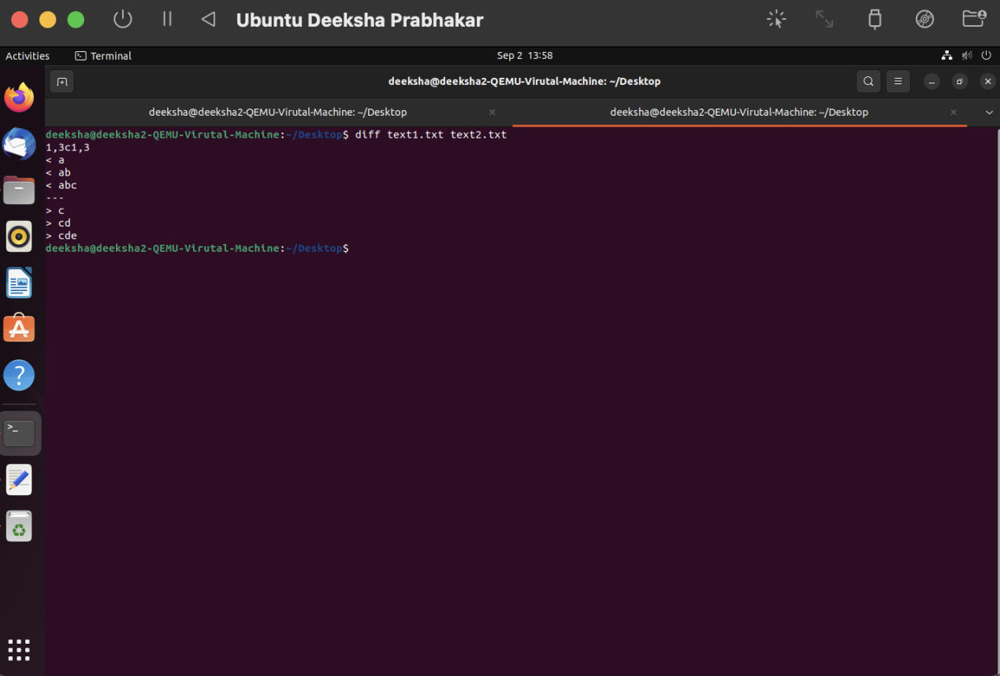 Ubuntu Deeksha Prabhakar
Activities Terminal Sep 2 13:58
deeksha@deeksha2-QEMU-Virutal-Machine: ~/Desktop
deeksha@deeksha2-QEMU-Virutal-Machine: ~/Desktop deeksha@deeksha2-QEMU-Virutal-Machine: ~/Desktop
deeksha@deeksha2-QEMU-Virutal-Machine:~/Desktop$ diff text1.txt text2.txt
1,3c1,3
< a
< ab
< abc
---
> c
> cd
> cde
deeksha@deeksha2-QEMU-Virutal-Machine:~/Desktop$